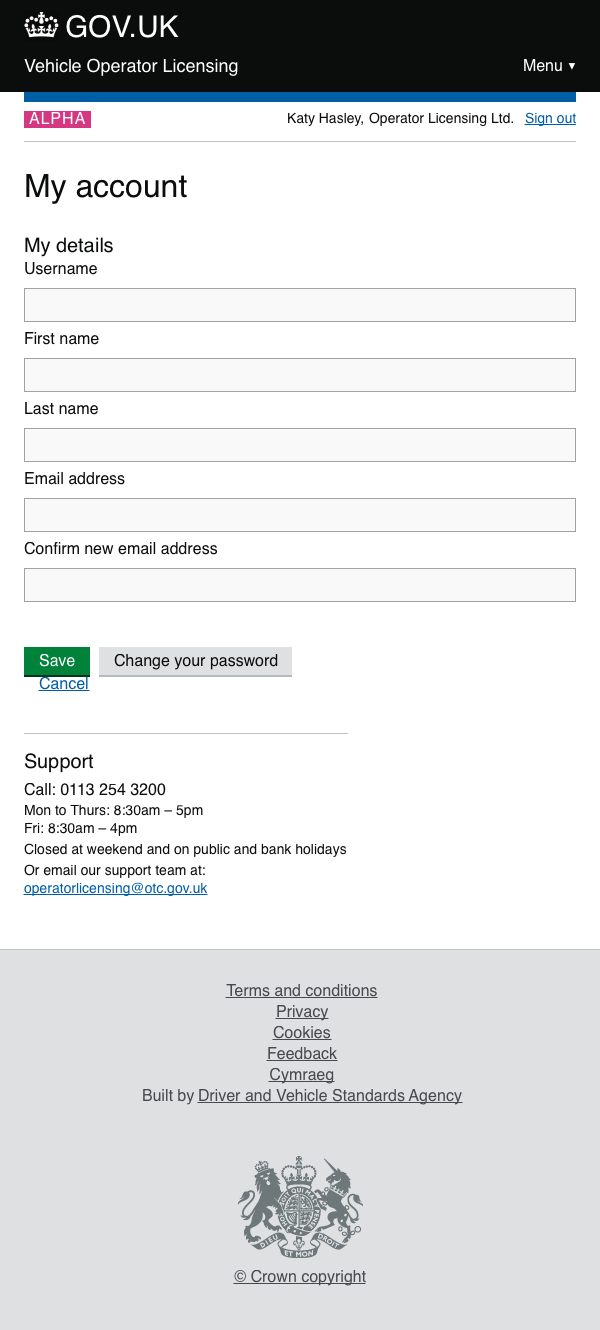 GOV.UK
Vehicle Operator Licensing
Menu ▼
ALPHA
Katy Hasley, Operator Licensing Ltd. Sign out
My account
My details
Username
First name
Last name
Email address
Confirm new email address
Save
Change your password
Cancel
Support
Call: 0113 254 3200
Mon to Thurs: 8:30am – 5pm
Fri: 8:30am – 4pm
Closed at weekend and on public and bank holidays
Or email our support team at:
operatorlicensing@otc.gov.uk
Terms and conditions
Privacy
Cookies
Feedback
Cymraeg
Built by Driver and Vehicle Standards Agency
DIEU ET MON DROIT
© Crown copyright